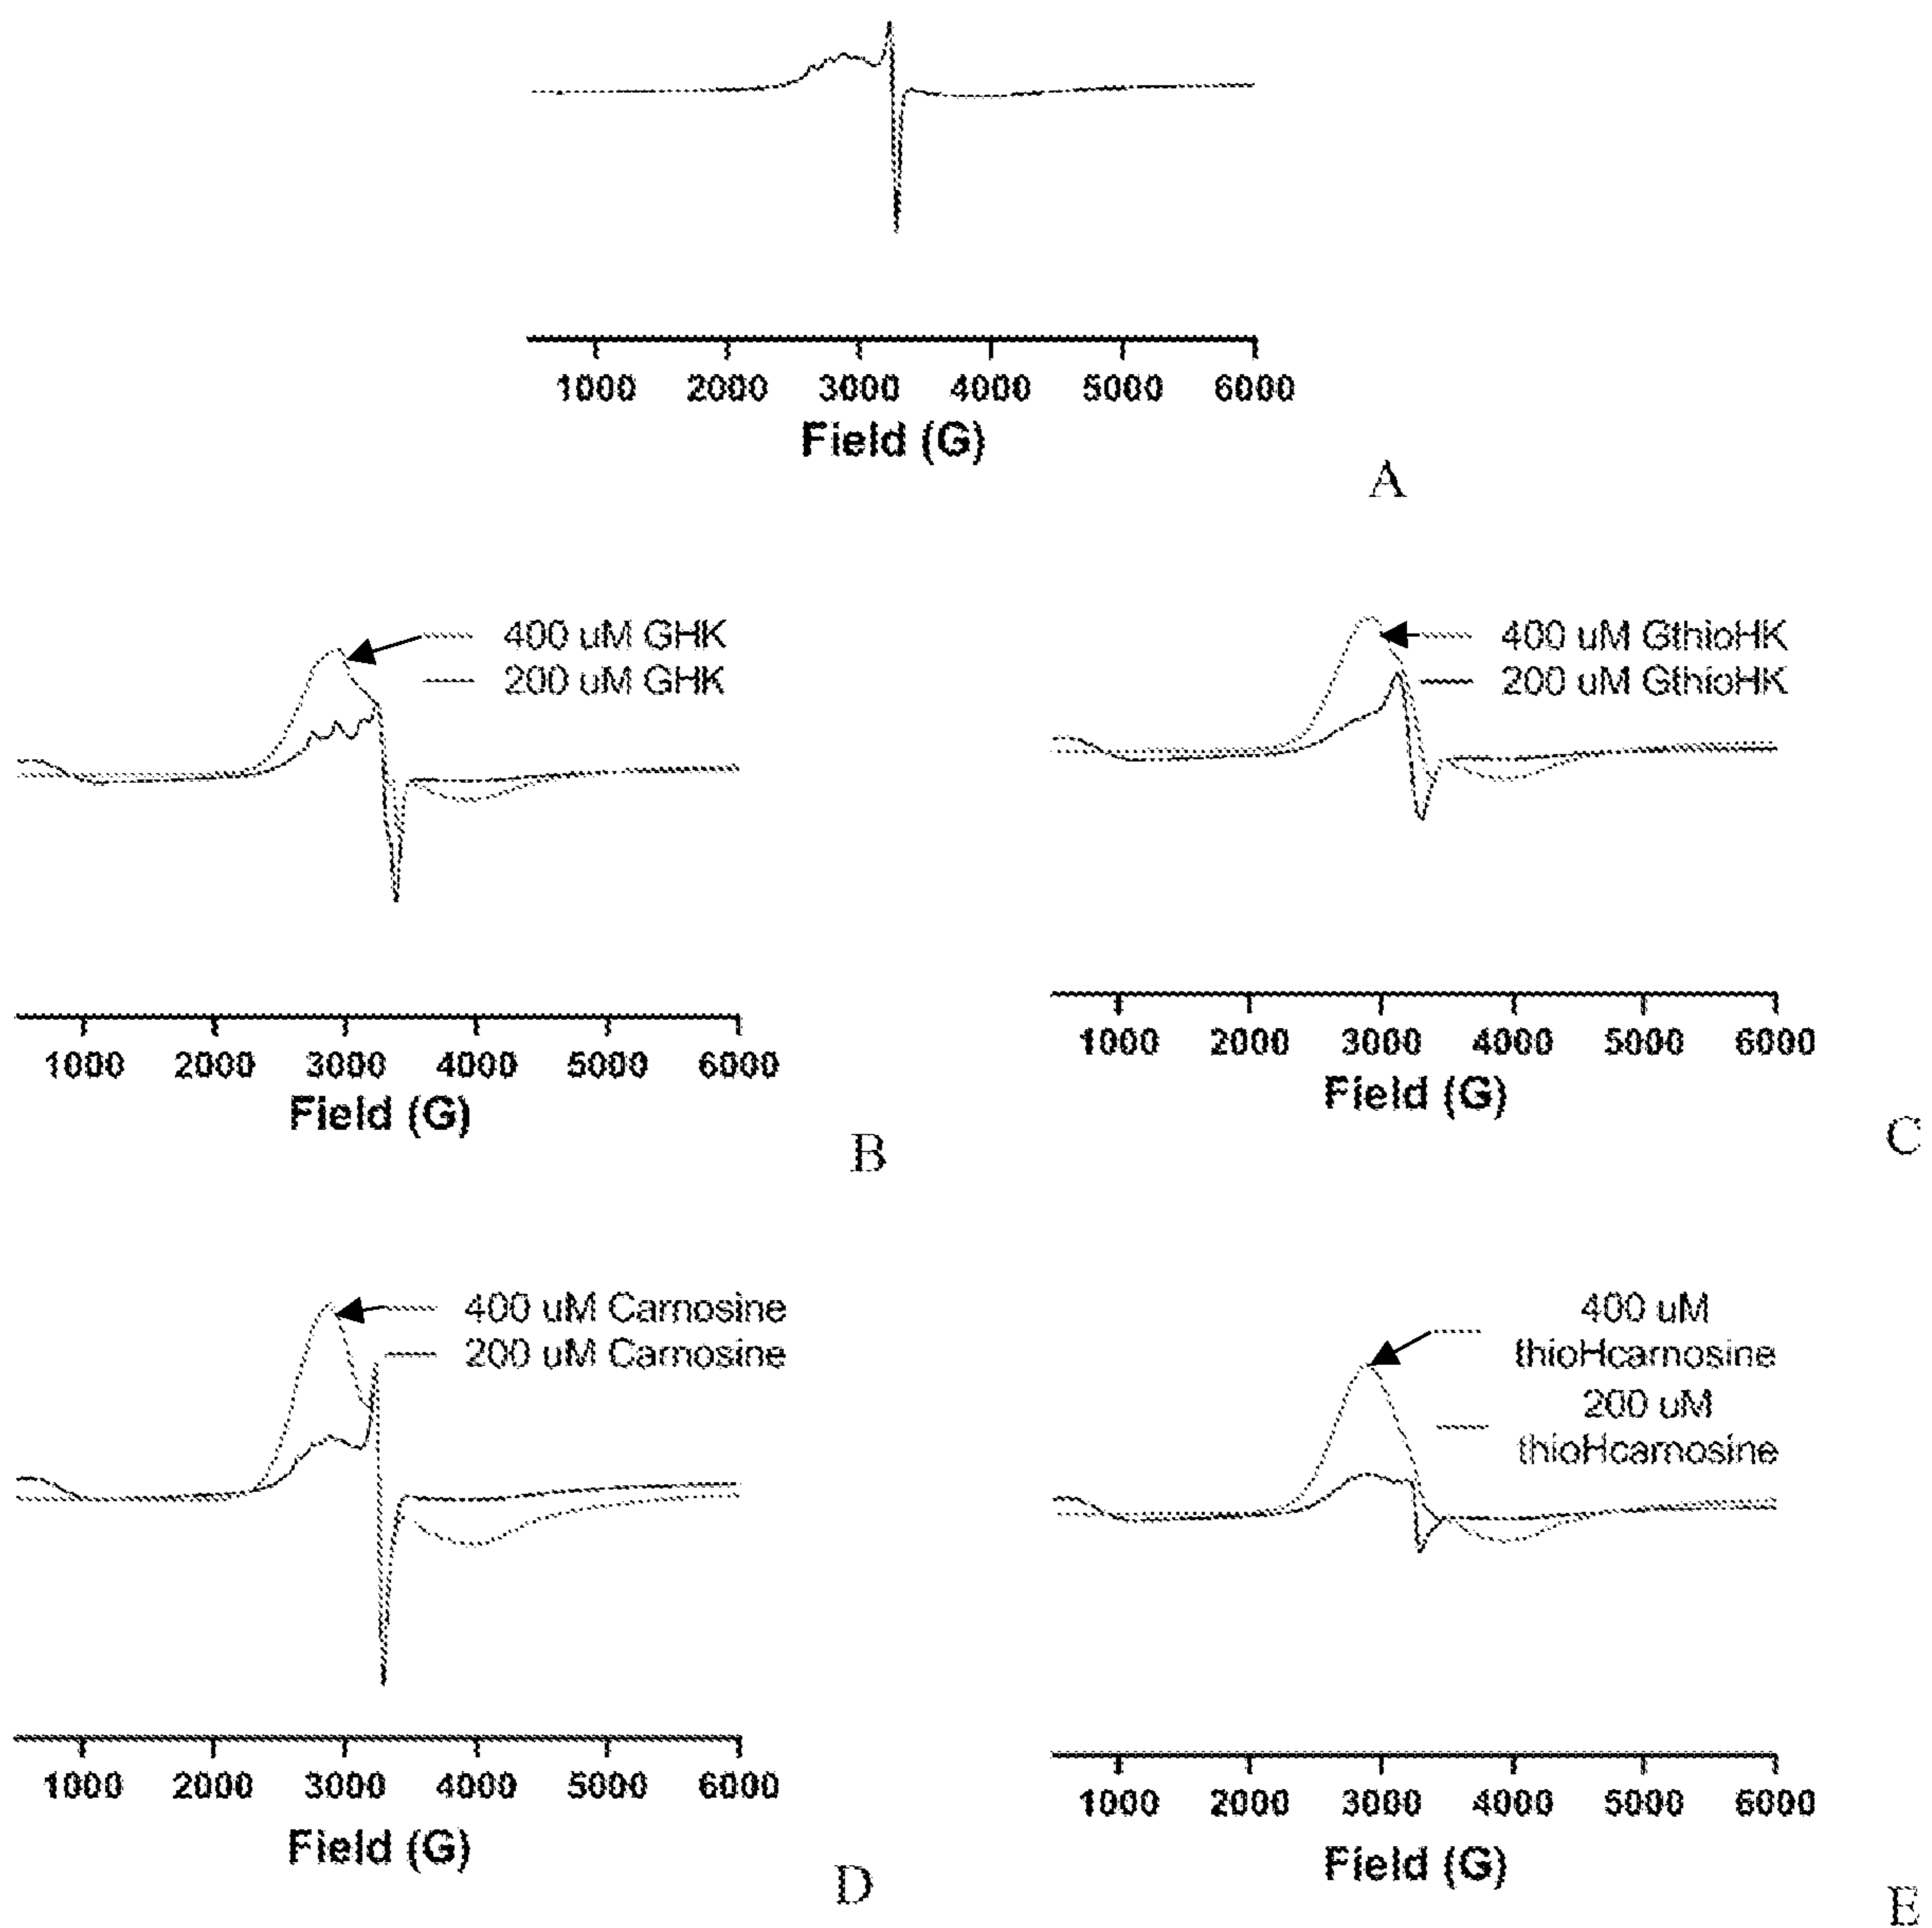 1000 2000 3000 4000 5000 6000
Field (G)
A
400 uM GHK
200 uM GHK
1000 2000 3000 4000 5000 6000
Field (G)
B
400 uM GthioHK
200 uM GthioHK
1000 2000 3000 4000 5000 6000
Field (G)
C
400 uM Carnosine
200 uM Carnosine
1000 2000 3000 4000 5000 6000
Field (G)
D
400 uM
thioHcarnosine
200 uM
thioHcarnosine
1000 2000 3000 4000 5000 6000
Field (G)
E